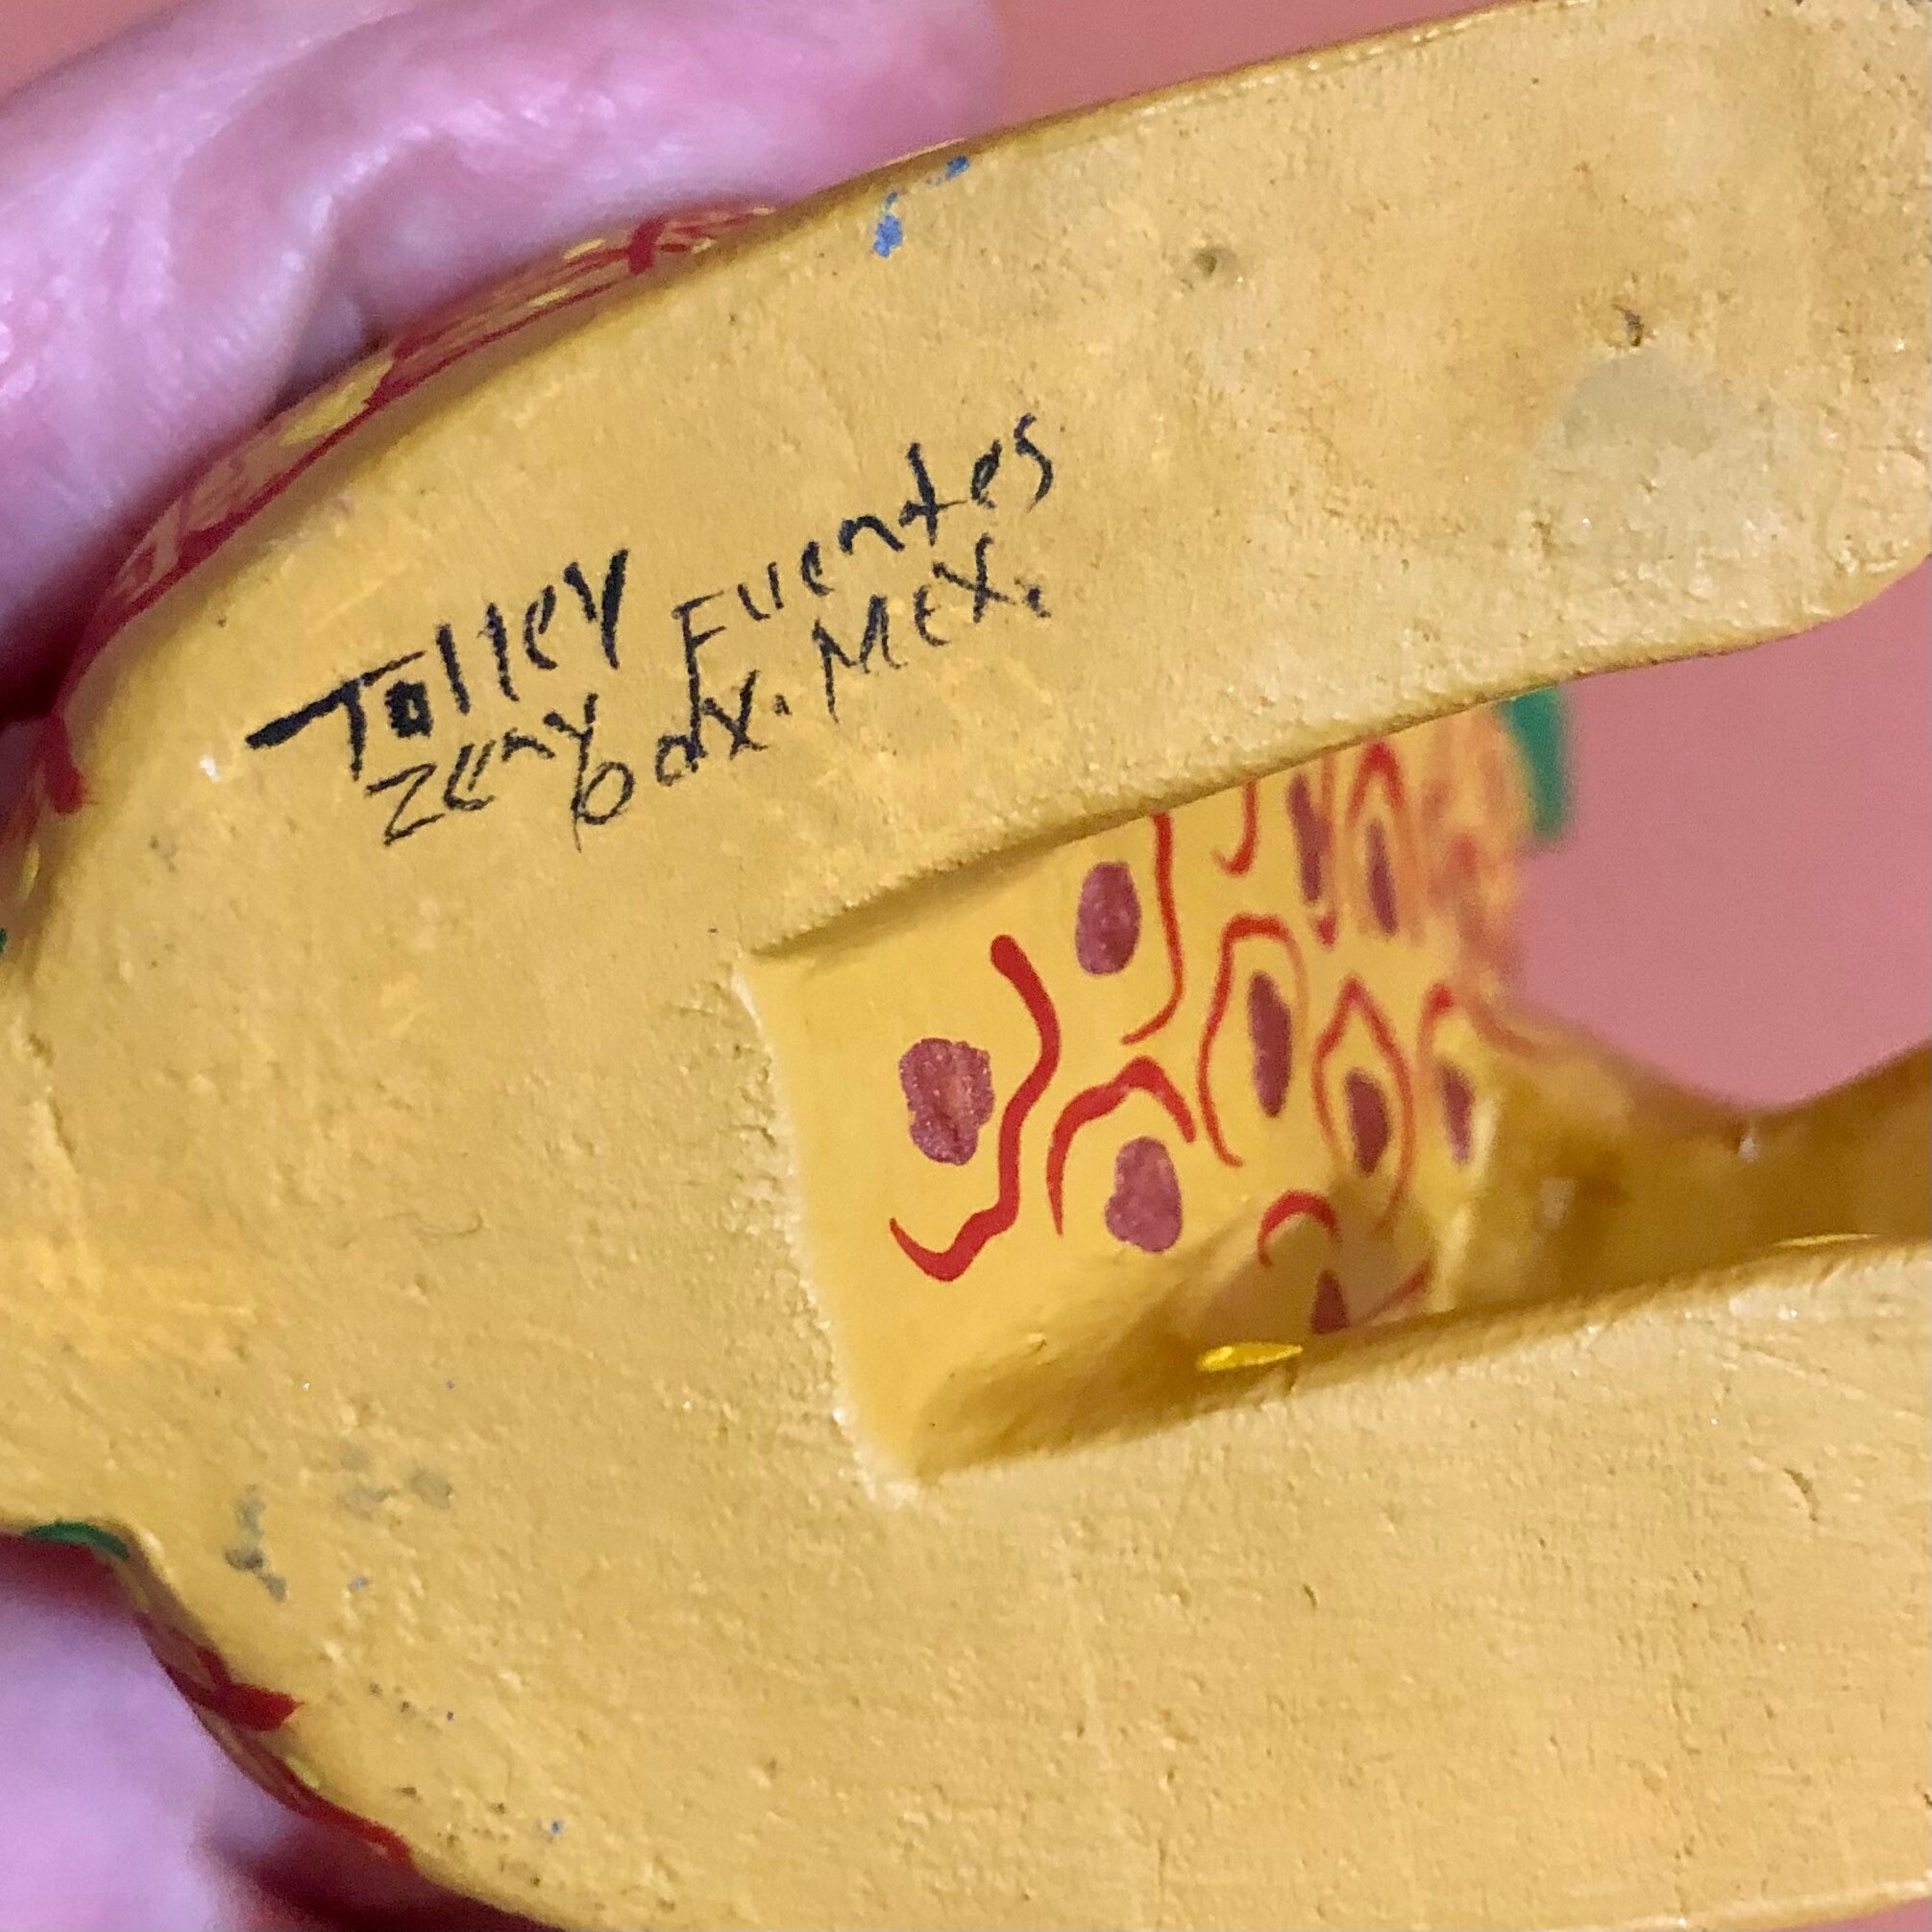 Taller Fuentes
Zeny Oax. Mex.